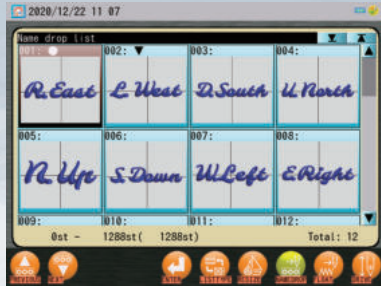 2020/12/22 11 07
Name drop list
001: 002: 003: 004:
R.East L.West D.South U.North
005: 006: 007: 008:
N.Up S.Down W.Left E.Right
009: 010: 011: 012:
0st - 1288st( 1288st) Total: 12
ENTER